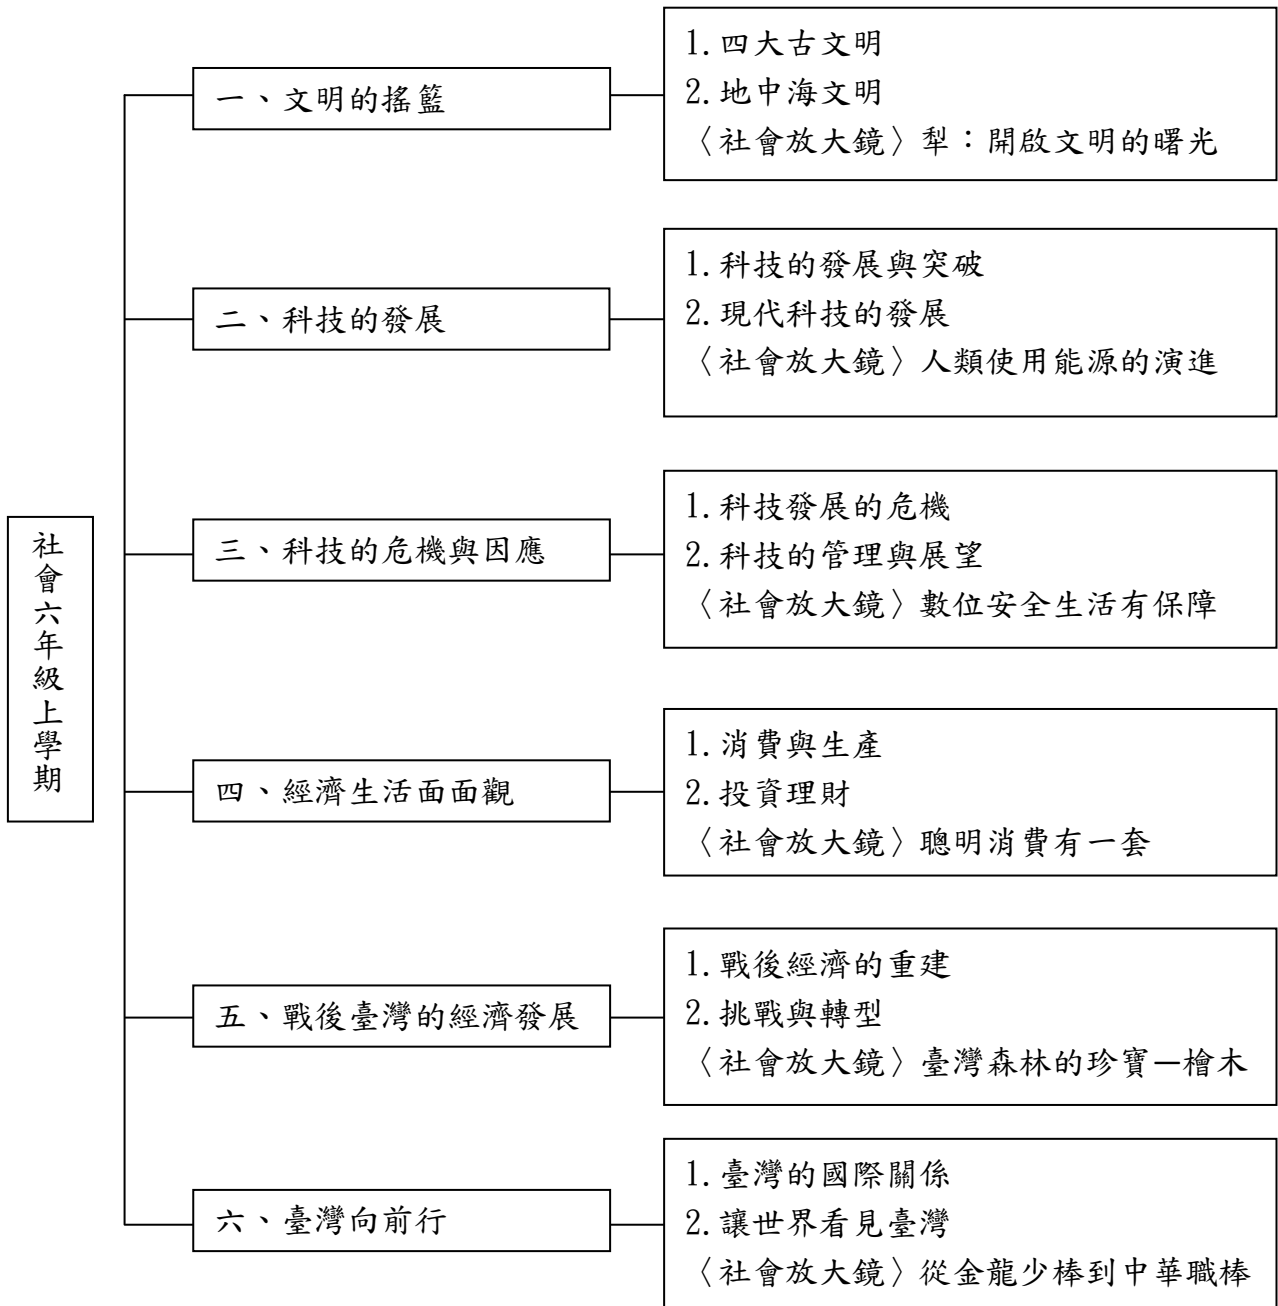 社會六年級上學期
一、文明的搖籃
1.四大古文明
2.地中海文明
〈社會放大鏡〉犁：開啟文明的曙光
二、科技的發展
1.科技的發展與突破
2.現代科技的發展
〈社會放大鏡〉人類使用能源的演進
三、科技的危機與因應
1.科技發展的危機
2.科技的管理與展望
〈社會放大鏡〉數位安全生活有保障
四、經濟生活面面觀
1.消費與生產
2.投資理財
〈社會放大鏡〉聰明消費有一套
五、戰後臺灣的經濟發展
1.戰後經濟的重建
2.挑戰與轉型
〈社會放大鏡〉臺灣森林的珍寶—檜木
六、臺灣向前行
1.臺灣的國際關係
2.讓世界看見臺灣
〈社會放大鏡〉從金龍少棒到中華職棒